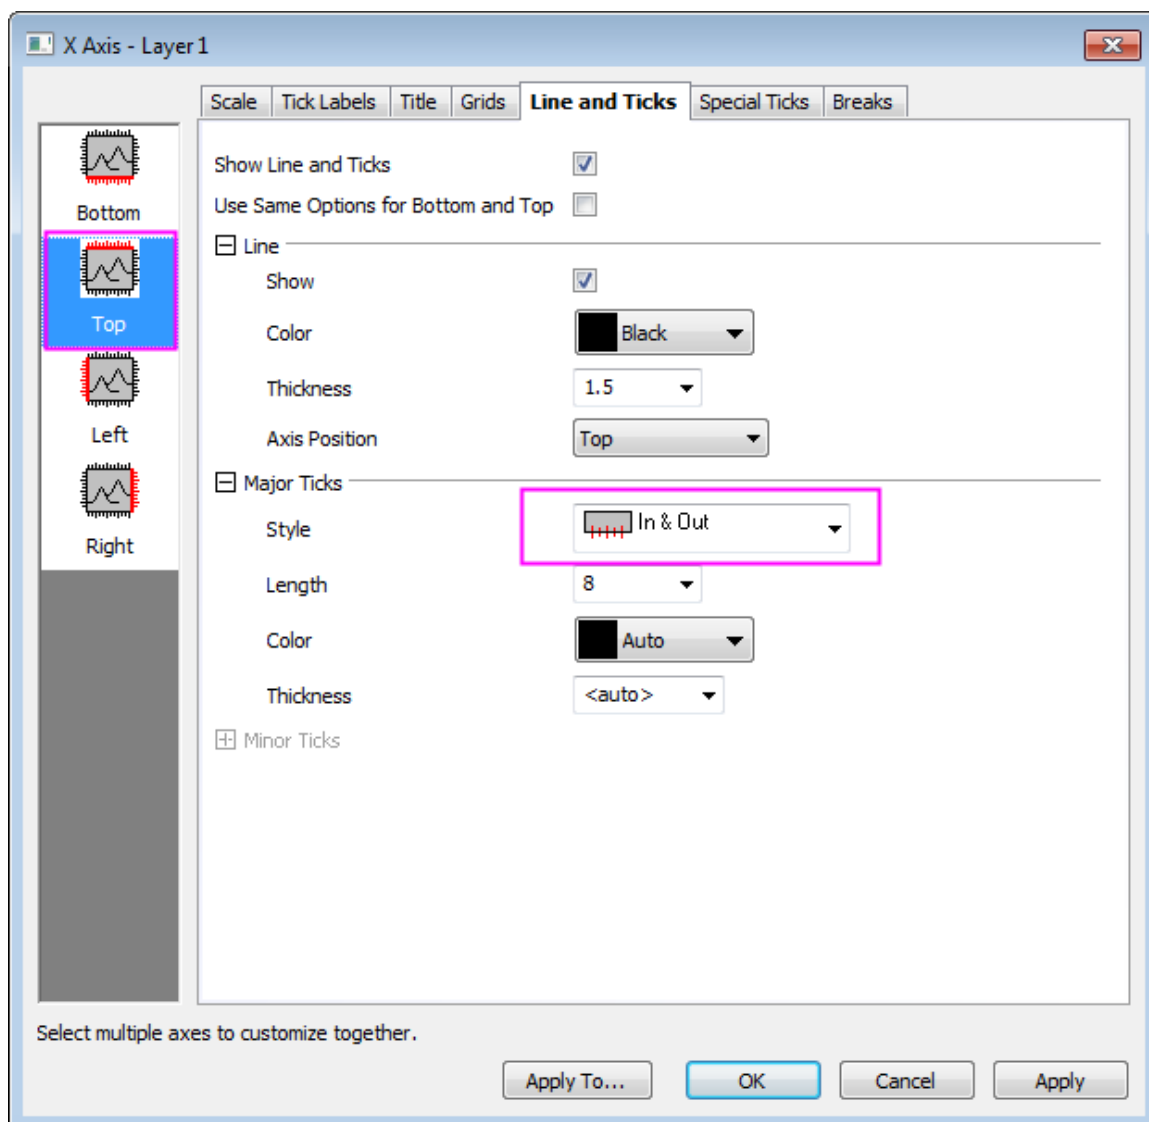 X Axis - Layer 1
Scale Tick Labels Title Grids Line and Ticks Special Ticks Breaks
Bottom
Top
Left
Right
Show Line and Ticks
Use Same Options for Bottom and Top
Line
Show
Color Black
Thickness 1.5
Axis Position Top
Major Ticks
Style In & Out
Length 8
Color Auto
Thickness <auto>
Minor Ticks
Select multiple axes to customize together.
Apply To... OK Cancel Apply